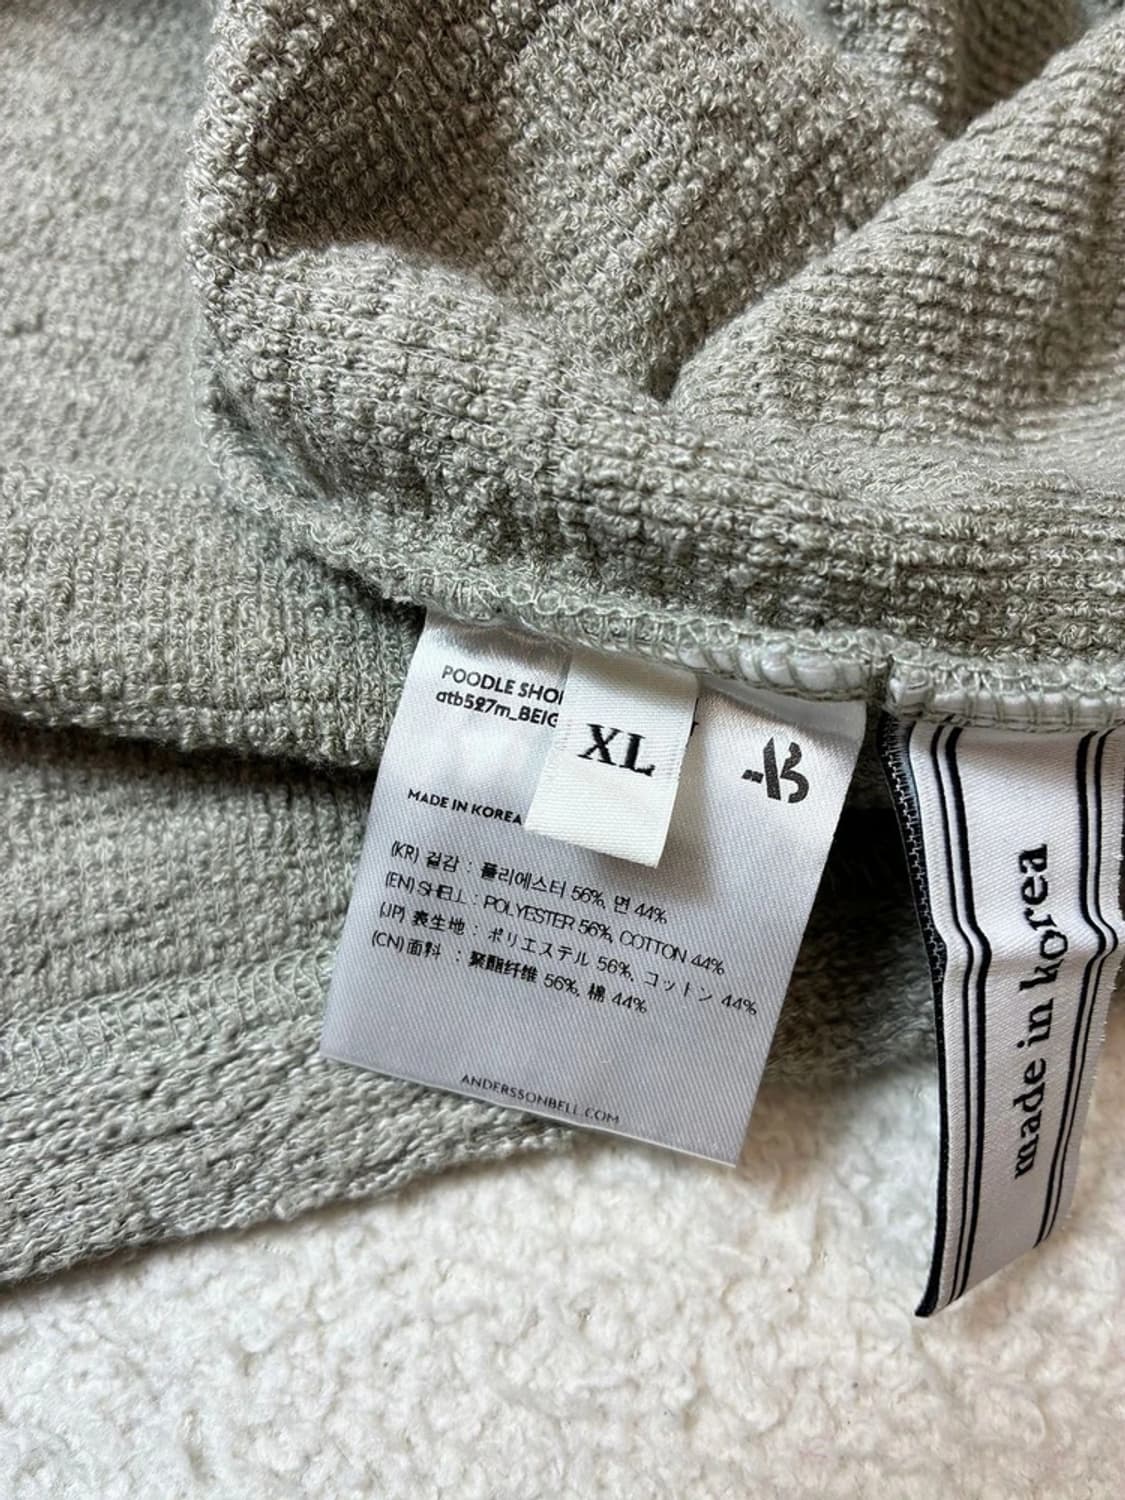 POODLE SHO
atb527m_BEIG
XL
MADE IN KOREA
(KR) 겉감 : 폴리에스터 56%, 면 44%
(EN) SHELL : POLYESTER 56%, COTTON 44%
(JP) 表生地 : ポリエステル 56%, コットン 44%
(CN) 面料 : 聚酯纤维 56%, 棉 44%
ANDERSSONBELL.COM
made in korea